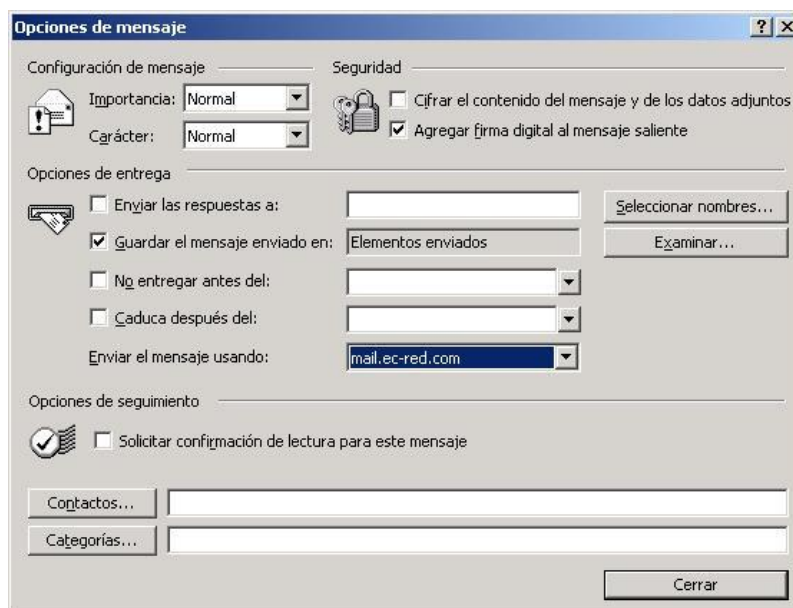 Opciones de mensaje
Configuración de mensaje
Seguridad
Importancia: Normal
Cifrar el contenido del mensaje y de los datos adjuntos
Carácter: Normal
Agregar firma digital al mensaje saliente
Opciones de entrega
Enviar las respuestas a:
Seleccionar nombres...
Guardar el mensaje enviado en: Elementos enviados
Examinar...
No entregar antes del:
Caduca después del:
Enviar el mensaje usando: mail.ec-red.com
Opciones de seguimiento
Solicitar confirmación de lectura para este mensaje
Contactos...
Categorías...
Cerrar